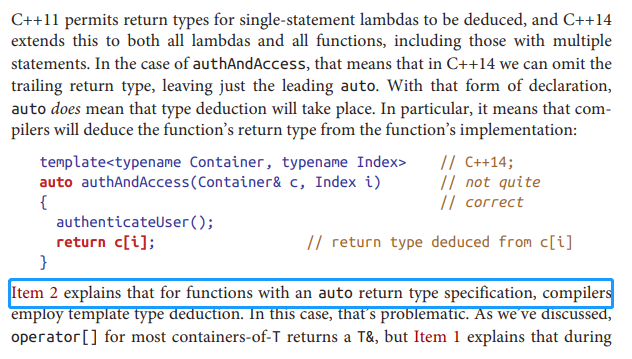 C++11 permits return types for single-statement lambdas to be deduced, and C++14
extends this to both all lambdas and all functions, including those with multiple
statements. In the case of authAndAccess, that means that in C++14 we can omit the
trailing return type, leaving just the leading auto. With that form of declaration,
auto does mean that type deduction will take place. In particular, it means that com-
pilers will deduce the function's return type from the function's implementation:
template<typename Container, typename Index> // C++14;
auto authAndAccess(Container& c, Index i) // not quite
{ // correct
authenticateUser();
return c[i]; // return type deduced from c[i]
}
Item 2 explains that for functions with an auto return type specification, compilers
employ template type deduction. In this case, that's problematic. As we've discussed,
operator[] for most containers-of-T returns a T&, but Item 1 explains that during